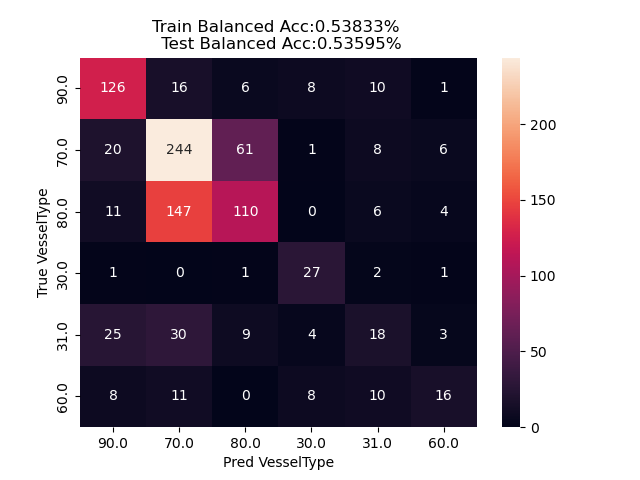 Train Balanced Acc:0.53833%
Test Balanced Acc:0.53595%
True VesselType
90.0 126 16 6 8 10 1
70.0 20 244 61 1 8 6
80.0 11 147 110 0 6 4
30.0 1 0 1 27 2 1
31.0 25 30 9 4 18 3
60.0 8 11 0 8 10 16
90.0 70.0 80.0 30.0 31.0 60.0
Pred VesselType
200
150
100
50
0